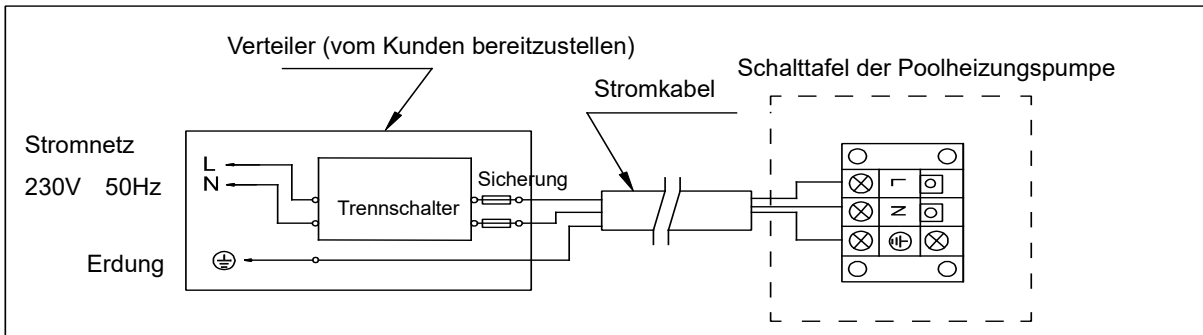 Verteiler (vom Kunden bereitzustellen)
Schalttafel der Poolheizungspumpe
Stromkabel
Stromnetz
230V 50Hz
L
N
Sicherung
Trennschalter
Erdung
L
N